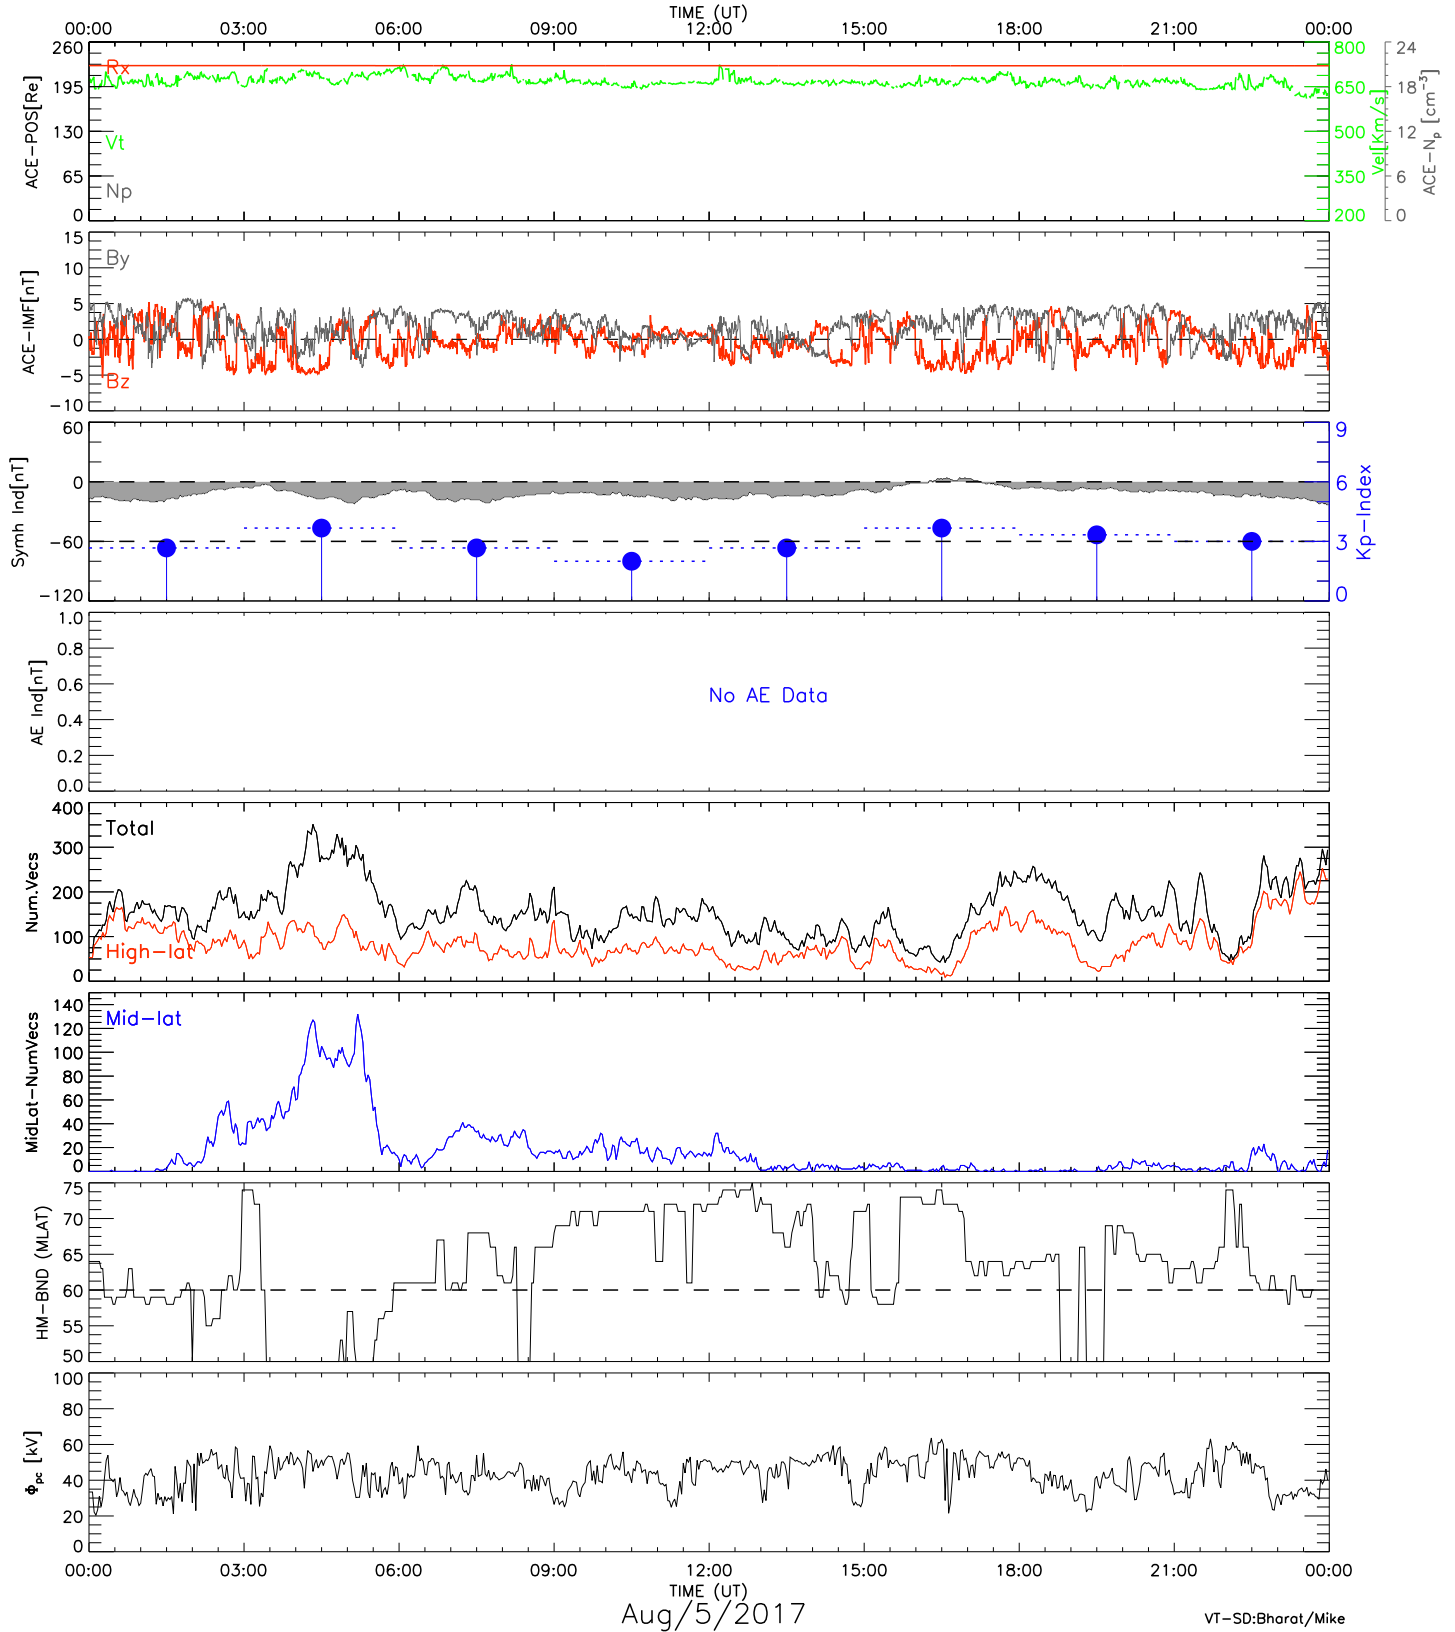 TIME (UT)
00:00 03:00 06:00 09:00 12:00 15:00 18:00 21:00 00:00
ACE-POS[Re]
260
195
130
65
0
Rx
Vt
Np
800
650
500
350
200
Vel[Km/s]
24
18
12
6
0
ACE-Np [cm-3]
ACE-IMF[nT]
15
10
5
0
-5
-10
By
Bz
Symh Ind[nT]
60
0
-60
-120
9
6
3
0
Kp-Index
AE Ind[nT]
1.0
0.8
0.6
0.4
0.2
0.0
No AE Data
Num.Vecs
400
300
200
100
0
Total
High-lat
MidLat-NumVecs
140
120
100
80
60
40
20
0
Mid-lat
HM-BND (MLAT)
75
70
65
60
55
50
Φpc [kV]
100
80
60
40
20
0
00:00 03:00 06:00 09:00 12:00 15:00 18:00 21:00 00:00
TIME (UT)
Aug/5/2017
VT-SD:Bharat/Mike